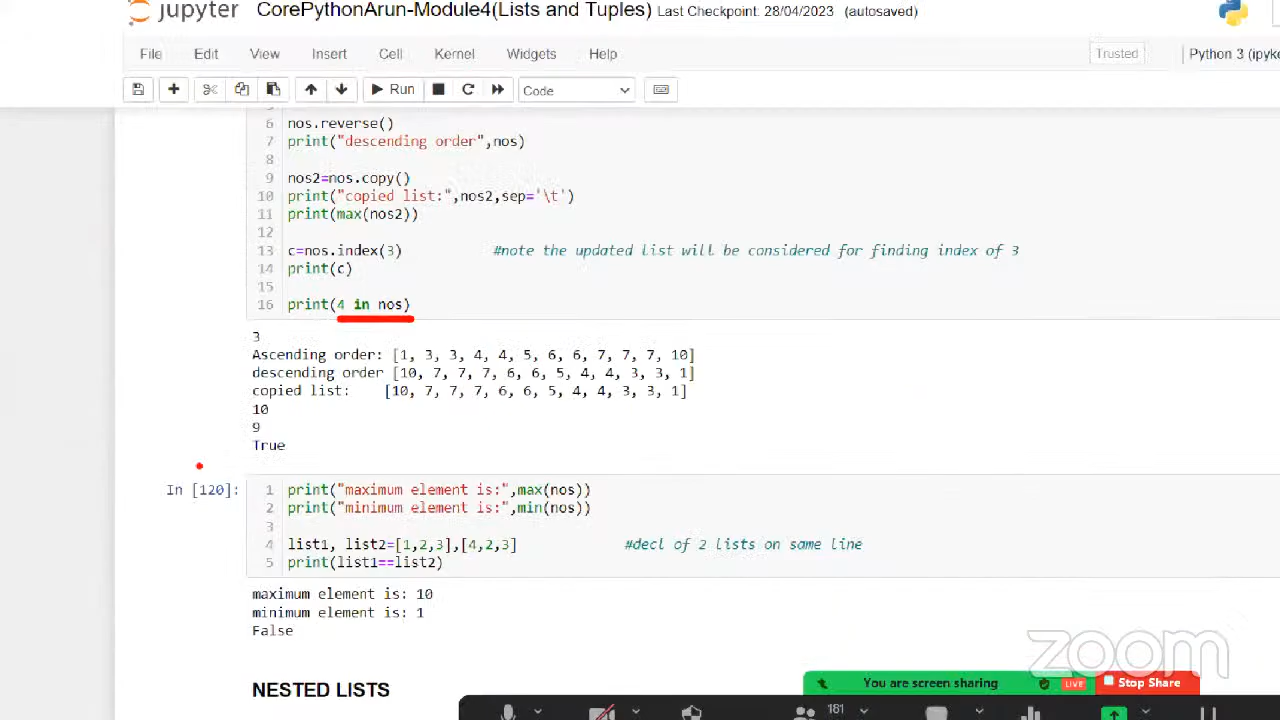 jupyter CorePythonArun-Module4(Lists and Tuples) Last Checkpoint: 28/04/2023 (autosaved)
File Edit View Insert Cell Kernel Widgets Help Trusted Python 3 (ipyk
Run Code
6 nos.reverse()
7 print("descending order",nos)
8
9 nos2=nos.copy()
10 print("copied list:",nos2,sep='\t')
11 print(max(nos2))
12
13 c=nos.index(3) #note the updated list will be considered for finding index of 3
14 print(c)
15
16 print(4 in nos)
3
Ascending order: [1, 3, 3, 4, 4, 5, 6, 6, 7, 7, 7, 10]
descending order [10, 7, 7, 7, 6, 6, 5, 4, 4, 3, 3, 1]
copied list: [10, 7, 7, 7, 6, 6, 5, 4, 4, 3, 3, 1]
10
9
True
In [120]:
1 print("maximum element is:",max(nos))
2 print("minimum element is:",min(nos))
3
4 list1, list2=[1,2,3],[4,2,3] #decl of 2 lists on same line
5 print(list1==list2)
maximum element is: 10
minimum element is: 1
False
zoom
NESTED LISTS
You are screen sharing LIVE Stop Share
181